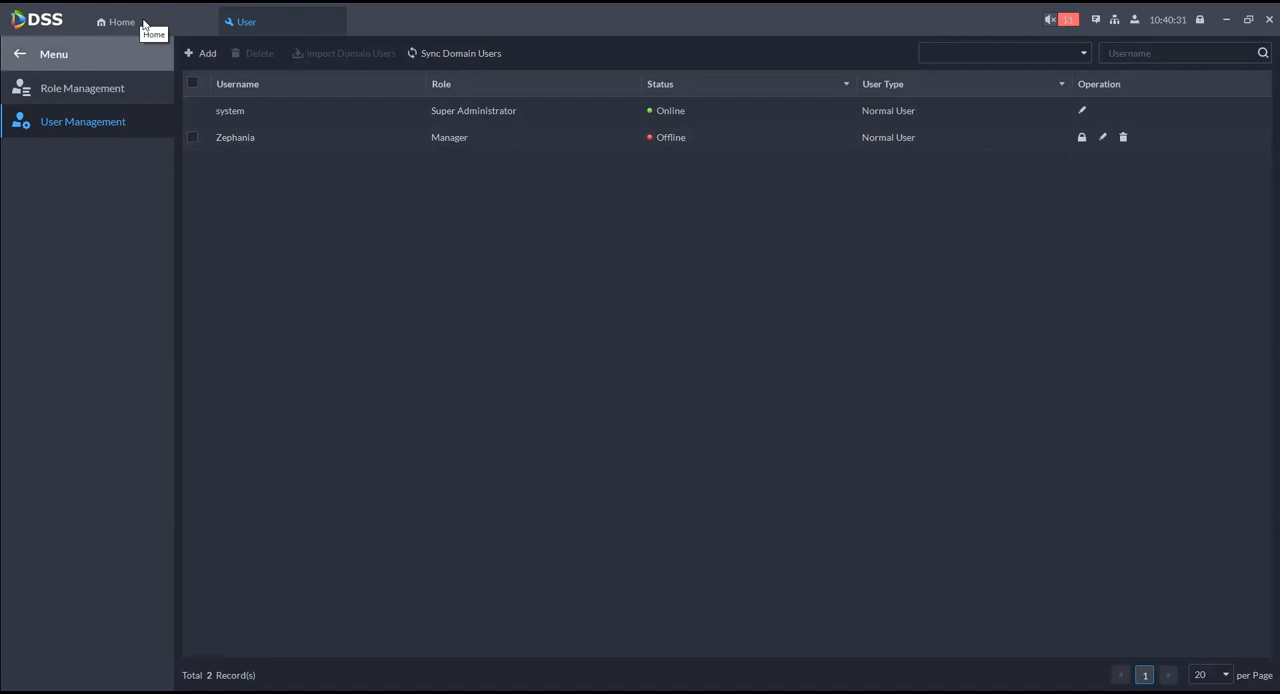 DSS Home User 11 10:40:31
Home
Menu Add Delete Import Domain Users Sync Domain Users Username
Username Role Status User Type Operation
Role Management
system Super Administrator Online Normal User
User Management
Zephania Manager Offline Normal User
Total 2 Record(s) 1 20 per Page